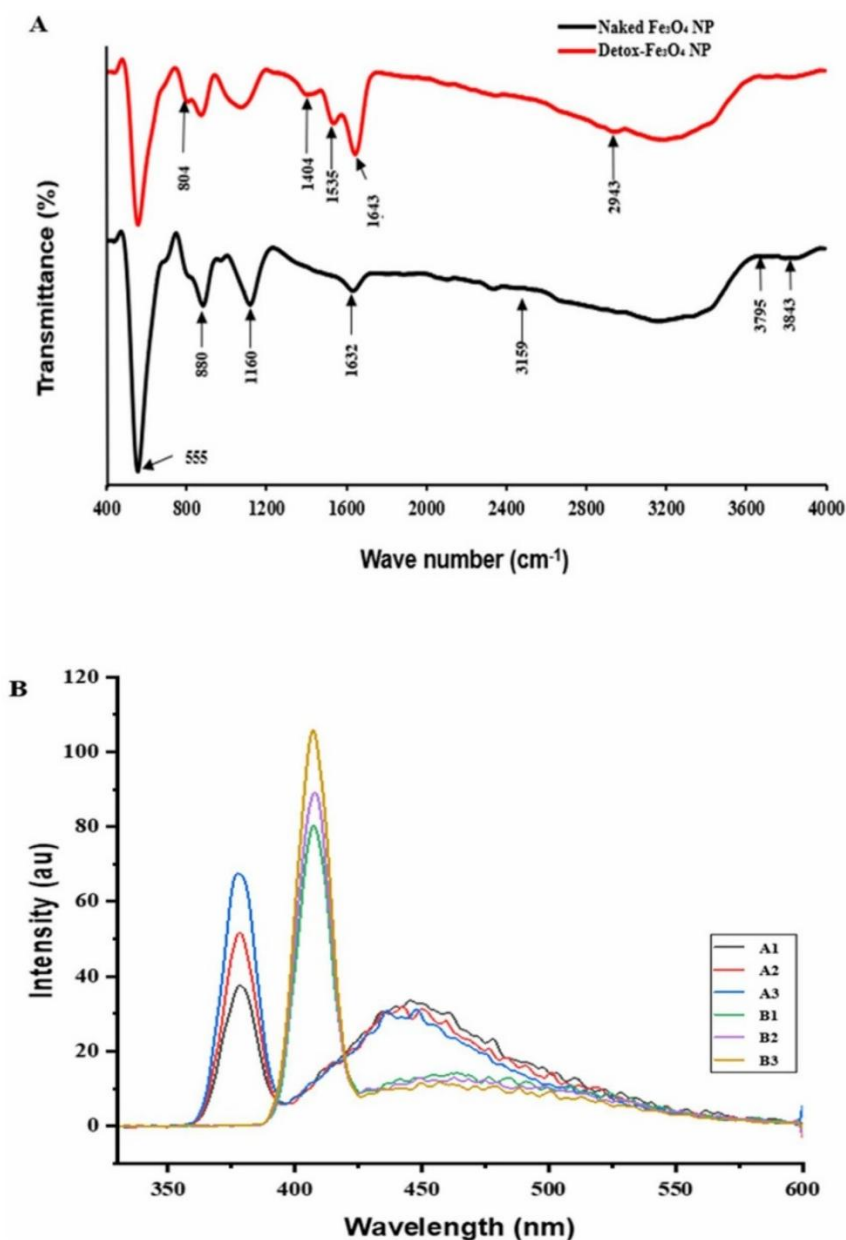 A
Naked Fe₃O₄ NP
Detox-Fe₃O₄ NP
Transmittance (%)
804
1404
1535
1643
2943
880
1160
1632
3159
3795
3843
555
400 800 1200 1600 2000 2400 2800 3200 3600 4000
Wave number (cm⁻¹)
B
120
100
80
60
40
20
0
Intensity (au)
A1
A2
A3
B1
B2
B3
350 400 450 500 550 600
Wavelength (nm)